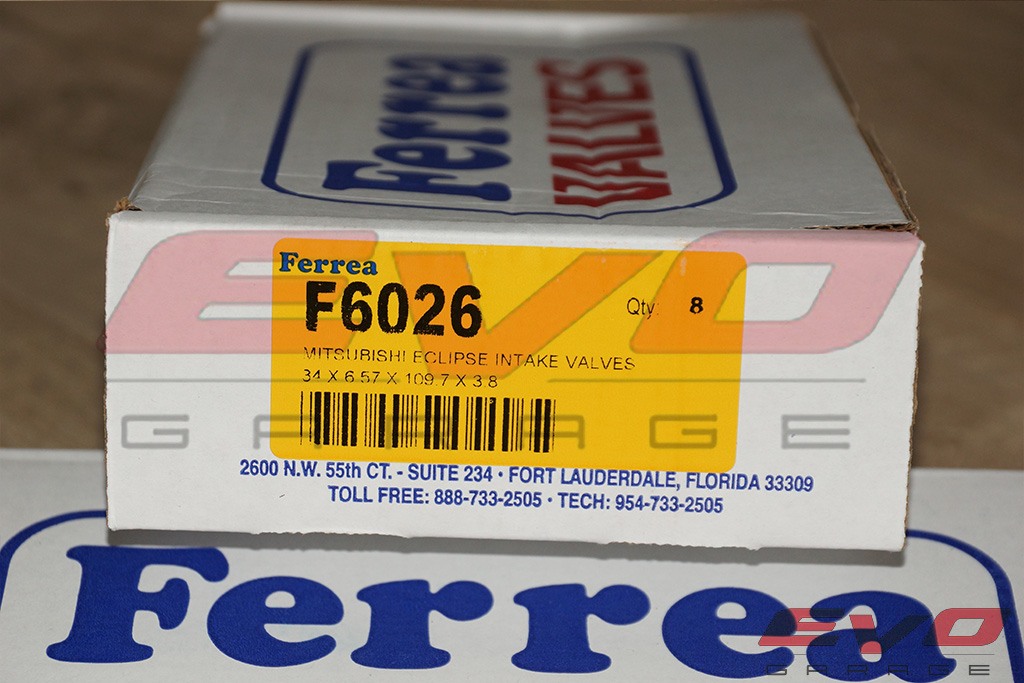 Ferrea
VALVES
Ferrea
F6026
Qty: 8
MITSUBISHI ECLIPSE INTAKE VALVES
34 X 6.57 X 109.7 X 3.8
EVO
GARAGE
2600 N.W. 55th CT. - SUITE 234 • FORT LAUDERDALE, FLORIDA 33309
TOLL FREE: 888-733-2505 • TECH: 954-733-2505
Ferrea
EVO
GARAGE